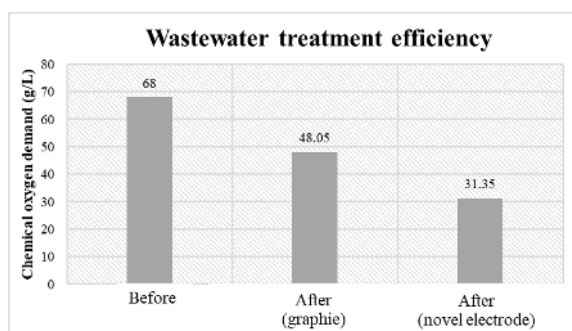 Wastewater treatment efficiency
Chemical oxygen demand (g/L)
80
70
60
50
40
30
20
10
0
68
48.05
31.35
Before
After
(graphie)
After
(novel electrode)